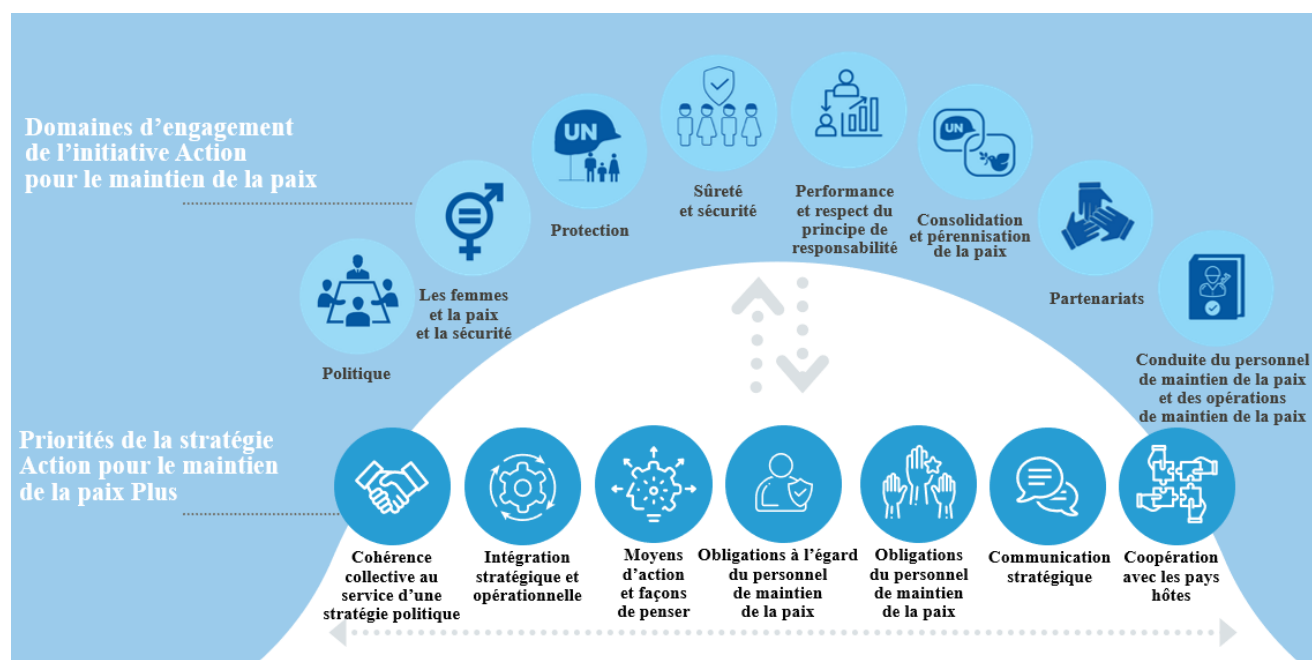 Domaines d’engagement
de l’initiative Action
pour le maintien de la paix
Politique
Les femmes
et la paix
et la sécurité
UN
Protection
Sûreté
et sécurité
Performance
et respect du
principe de
responsabilité
UN
Consolidation
et pérennisation
de la paix
Partenariats
Conduite du personnel
de maintien de la paix
et des opérations
de maintien de la paix
Priorités de la stratégie
Action pour le maintien
de la paix Plus
Cohérence
collective au
service d’une
stratégie politique
Intégration
stratégique et
opérationnelle
Moyens
d’action
et façons
de penser
Obligations à l’égard
du personnel
de maintien
de la paix
Obligations
du personnel
de maintien
de la paix
Communication
stratégique
Coopération
avec les pays
hôtes